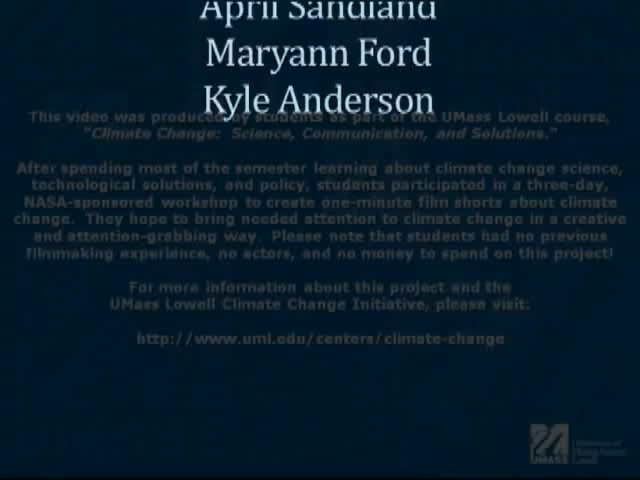 April Sandland
Maryann Ford
Kyle Anderson
This video was produced by students as part of the UMass Lowell course,
"Climate Change: Science, Communication, and Solutions."
After spending most of the semester learning about climate change science,
technological solutions, and policy, students participated in a three-day,
NASA-sponsored workshop to create one-minute film shorts about climate
change. They hope to bring needed attention to climate change in a creative
and attention-grabbing way. Please note that students had no previous
filmmaking experience, no actors, and no money to spend on this project!
For more information about this project and the
UMass Lowell Climate Change Initiative, please visit:
http://www.uml.edu/centers/climate-change
UMASS